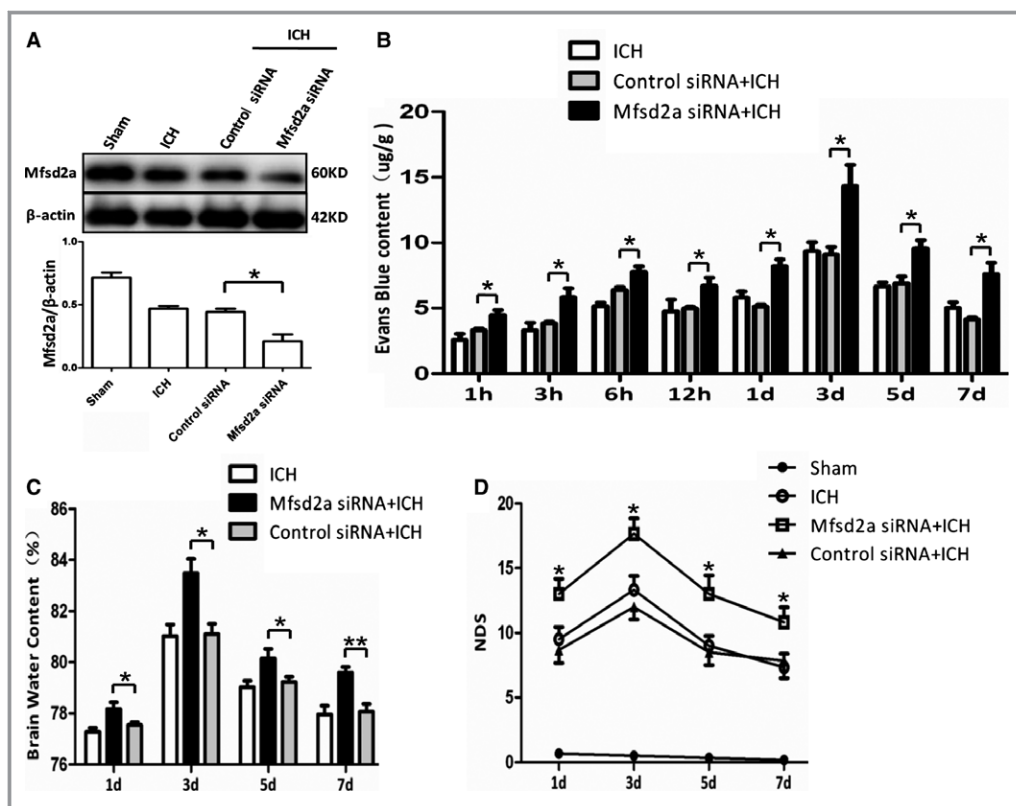 A
ICH
Sham
ICH
Control siRNA
Mfsd2a siRNA
Mfsd2a
60KD
β-actin
42KD
Mfsd2a/β-actin
1.0
0.5
0.0
Sham
ICH
Control siRNA
Mfsd2a siRNA
*
B
ICH
Control siRNA+ICH
Mfsd2a siRNA+ICH
Evans Blue content（ug/g）
20
15
10
5
0
* * * * * * * *
1h 3h 6h 12h 1d 3d 5d 7d
C
ICH
Mfsd2a siRNA+ICH
Control siRNA+ICH
Brain Water Content（%）
86
84
82
80
78
76
* * * **
1d 3d 5d 7d
D
Sham
ICH
Mfsd2a siRNA+ICH
Control siRNA+ICH
NDS
20
15
10
5
0
* * * *
1d 3d 5d 7d